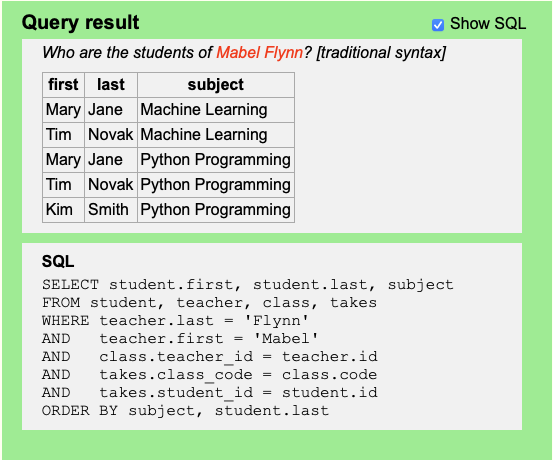 Query result
Show SQL
Who are the students of Mabel Flynn? [traditional syntax]
first last subject
Mary Jane Machine Learning
Tim Novak Machine Learning
Mary Jane Python Programming
Tim Novak Python Programming
Kim Smith Python Programming
SQL
SELECT student.first, student.last, subject
FROM student, teacher, class, takes
WHERE teacher.last = 'Flynn'
AND   teacher.first = 'Mabel'
AND   class.teacher_id = teacher.id
AND   takes.class_code = class.code
AND   takes.student_id = student.id
ORDER BY subject, student.last